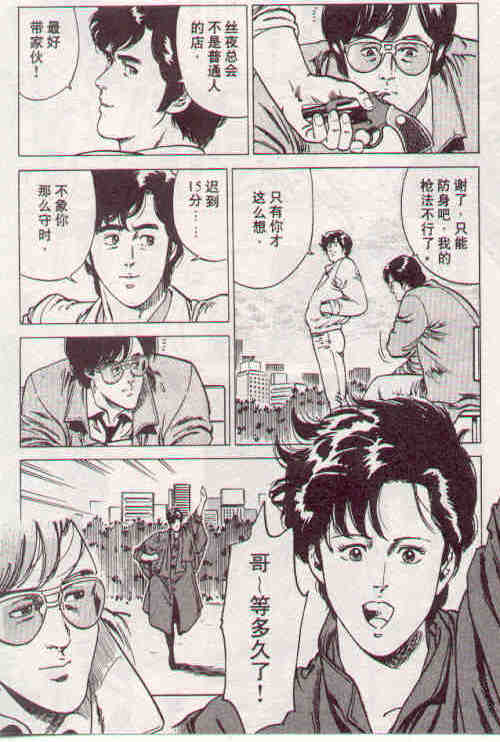 丝夜总会
不是普通人
的店．
最好
带家伙！
谢了，只能
防身吧．我的
枪法不行了。
只有你才
这么想．
迟到
15分……
不象你
那么守时．
哥～等多久了！